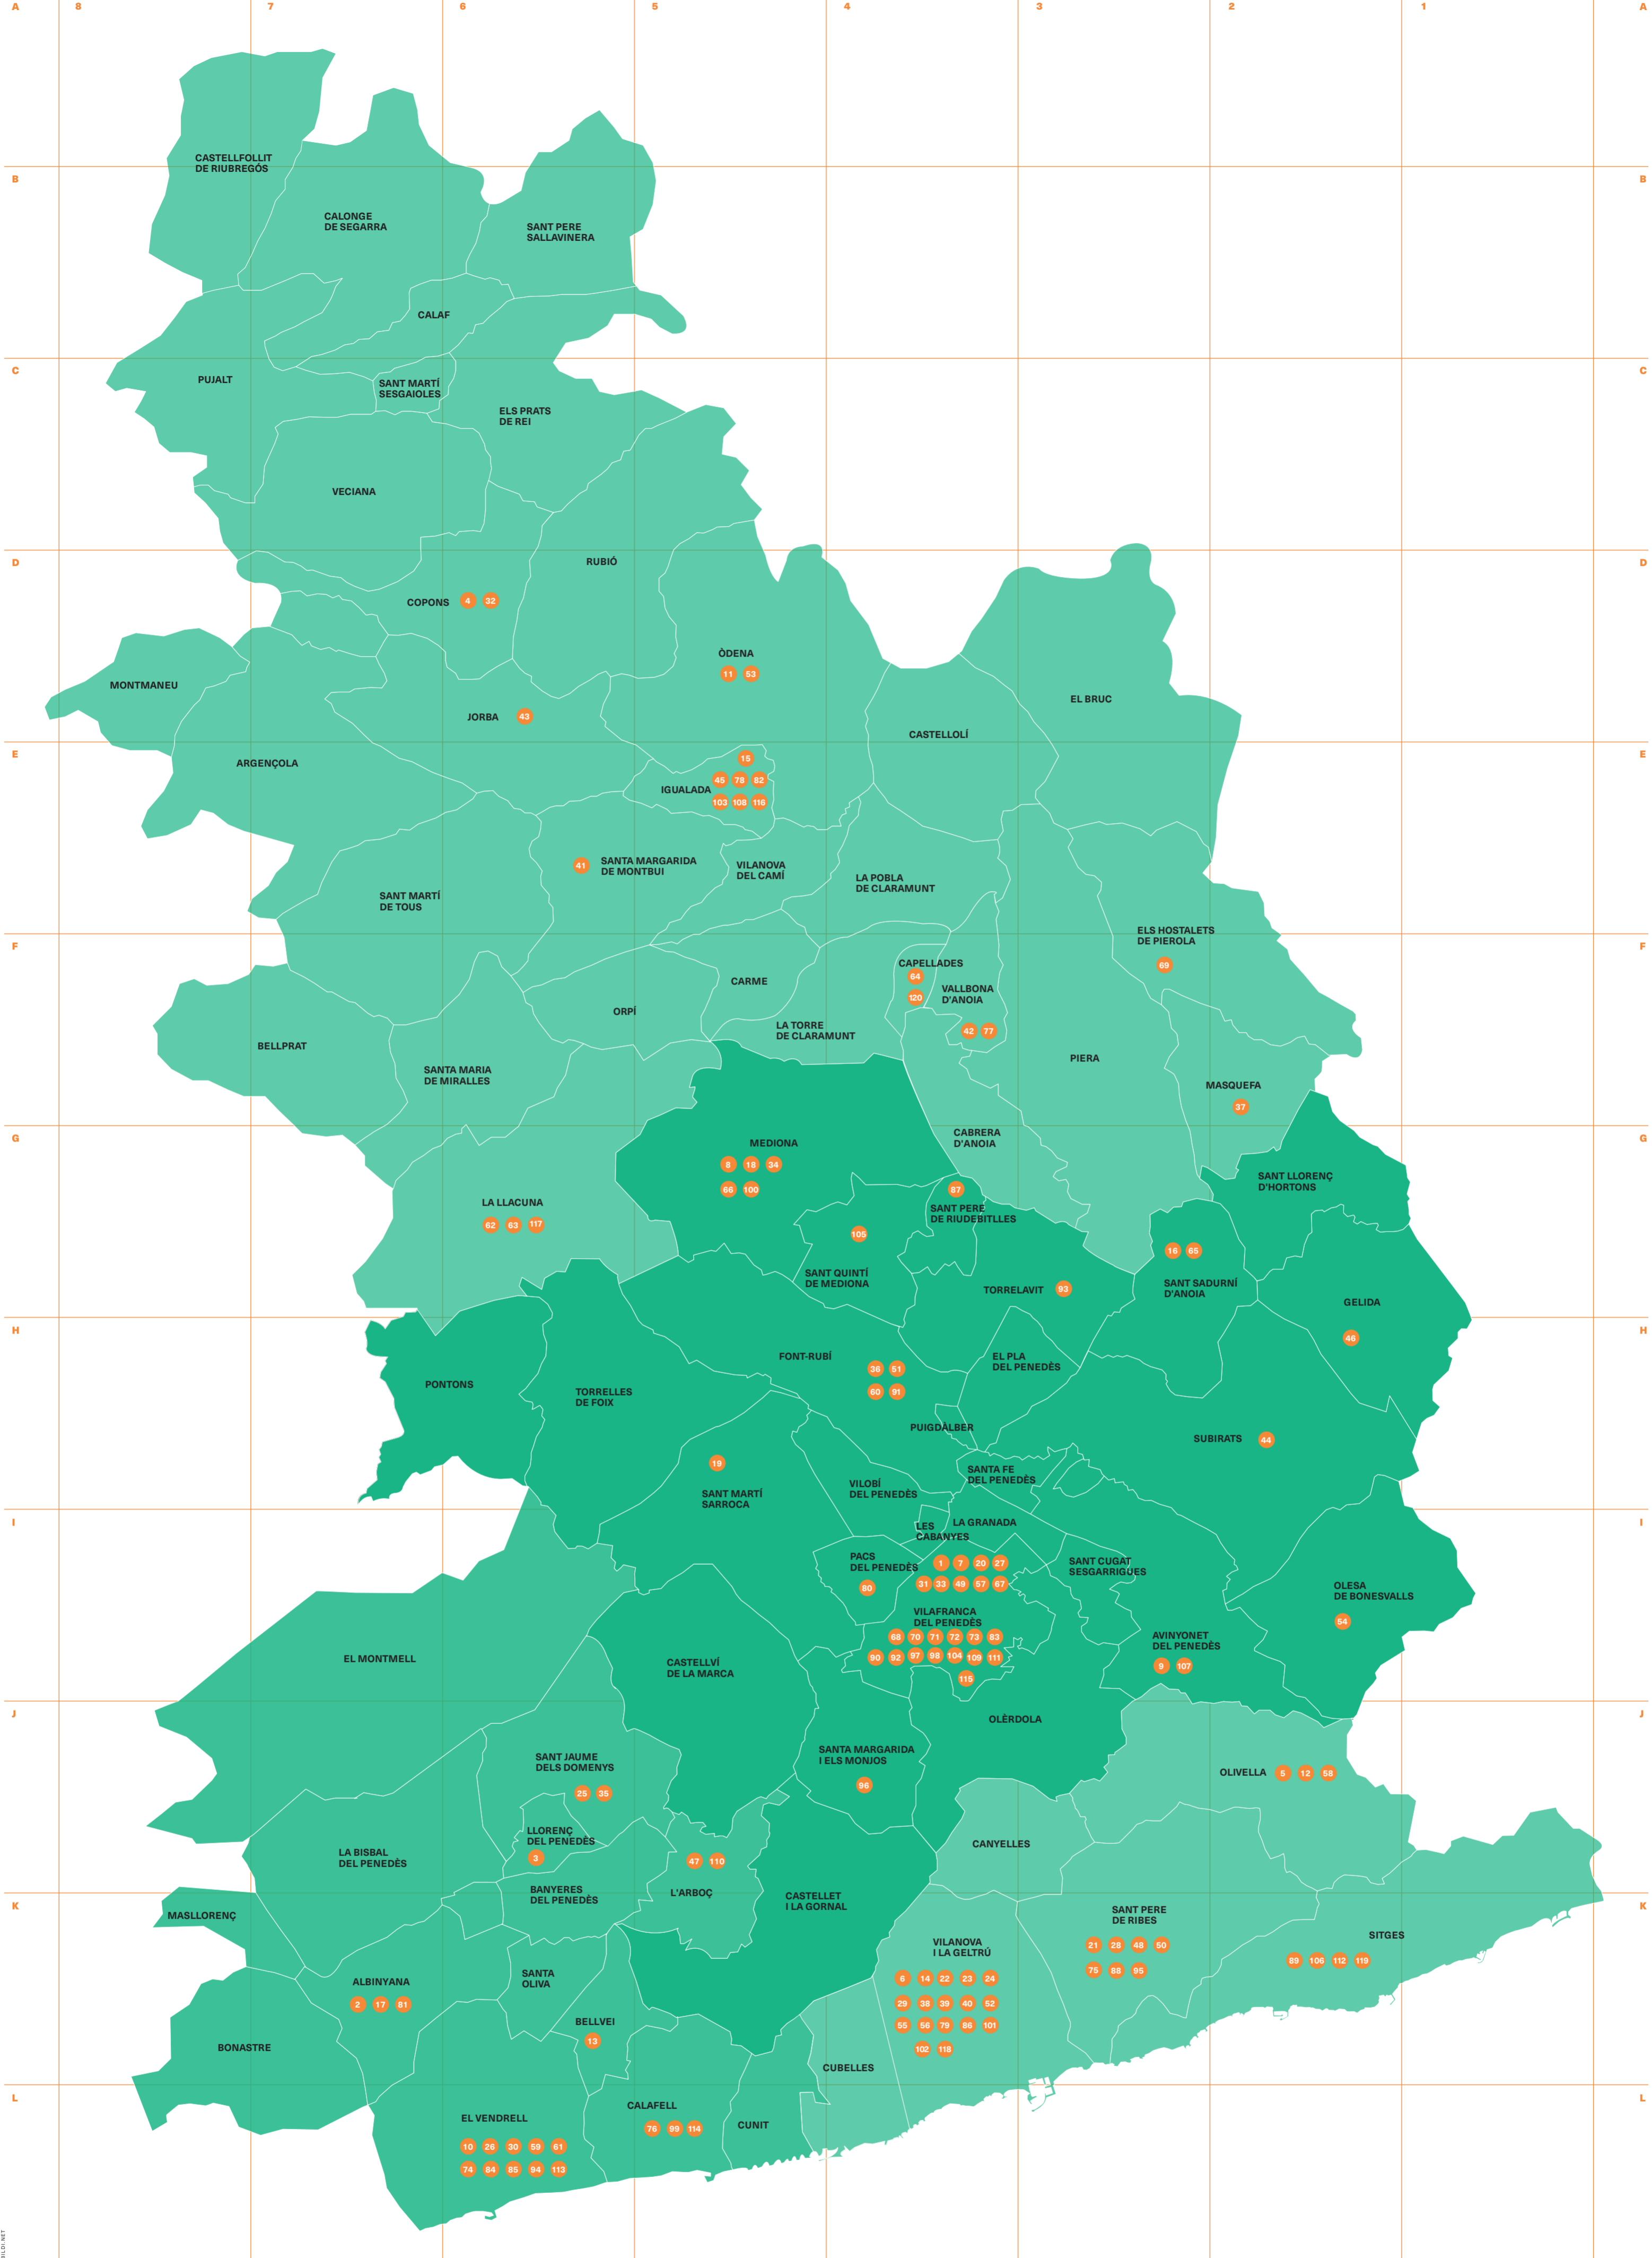 A 8 7 6 5 4 3 2 1 A
CASTELLFOLLIT
DE RIUBREGÓS
B B
CALONGE
DE SEGARRA
SANT PERE
SALLAVINERA
CALAF
C C
PUJALT
SANT MARTÍ
SESGAIOLES
ELS PRATS
DE REI
VECIANA
D D
RUBIÓ
COPONS 4 32
ÒDENA
11 53
MONTMANEU
EL BRUC
JORBA 43
CASTELLOLÍ
E E
ARGENÇOLA
15
45 78 82
IGUALADA
103 108 116
41 SANTA MARGARIDA
DE MONTBUI
VILANOVA
DEL CAMÍ
LA POBLA
DE CLARAMUNT
SANT MARTÍ
DE TOUS
ELS HOSTALETS
DE PIEROLA
F F
69
CAPELLADES
64
120
CARME
VALLBONA
D'ANOIA
42 77
ORPÍ
LA TORRE
DE CLARAMUNT
BELLPRAT
PIERA
SANTA MARIA
DE MIRALLES
MASQUEFA
37
G G
CABRERA
D'ANOIA
MEDIONA
8 18 34
66 100
SANT LLORENÇ
D'HORTONS
87
SANT PERE
DE RIUDEBITLLES
LA LLACUNA
62 63 117
105
16 65
SANT QUINTÍ
DE MEDIONA
TORRELAVIT 93
SANT SADURNÍ
D'ANOIA
GELIDA
46
H H
FONT-RUBÍ
36 51
60 91
EL PLA
DEL PENEDÈS
PONTONS
TORRELLES
DE FOIX
PUIGDÀLBER
SUBIRATS 44
19
SANTA FE
DEL PENEDÈS
VILOBÍ
DEL PENEDÈS
SANT MARTÍ
SARROCA
I I
LES
CABANYES
LA GRANADA
PACS
DEL PENEDÈS
80
SANT CUGAT
SESGARRIGUES
1 7 20 27
31 33 49 57 67
VILAFRANCA
DEL PENEDÈS
68 70 71 72 73 83
90 92 97 98 104 109 111
115
OLESA
DE BONESVALLS
54
AVINYONET
DEL PENEDÈS
9 107
EL MONTMELL
CASTELLVÍ
DE LA MARCA
J J
OLÈRDOLA
SANT JAUME
DELS DOMENYS
25 35
SANTA MARGARIDA
I ELS MONJOS
96
OLIVELLA 5 12 58
LLORENÇ
DEL PENEDÈS
3
CANYELLES
LA BISBAL
DEL PENEDÈS
47 110
L'ARBOÇ
BANYERES
DEL PENEDÈS
CASTELLET
I LA GORNAL
K K
MASLLORENÇ
SANT PERE
DE RIBES
21 28 48 50
75 88 95
SITGES
89 106 112 119
VILANOVA
I LA GELTRÚ
6 14 22 23 24
29 38 39 40 52
55 56 79 86 101
102 118
SANTA
OLIVA
ALBINYANA
2 17 81
BELLVEI
13
BONASTRE
CUBELLES
L L
CALAFELL
76 99 114
EL VENDRELL
10 26 30 59 61
74 84 85 94 113
CUNIT
BILDI.NET